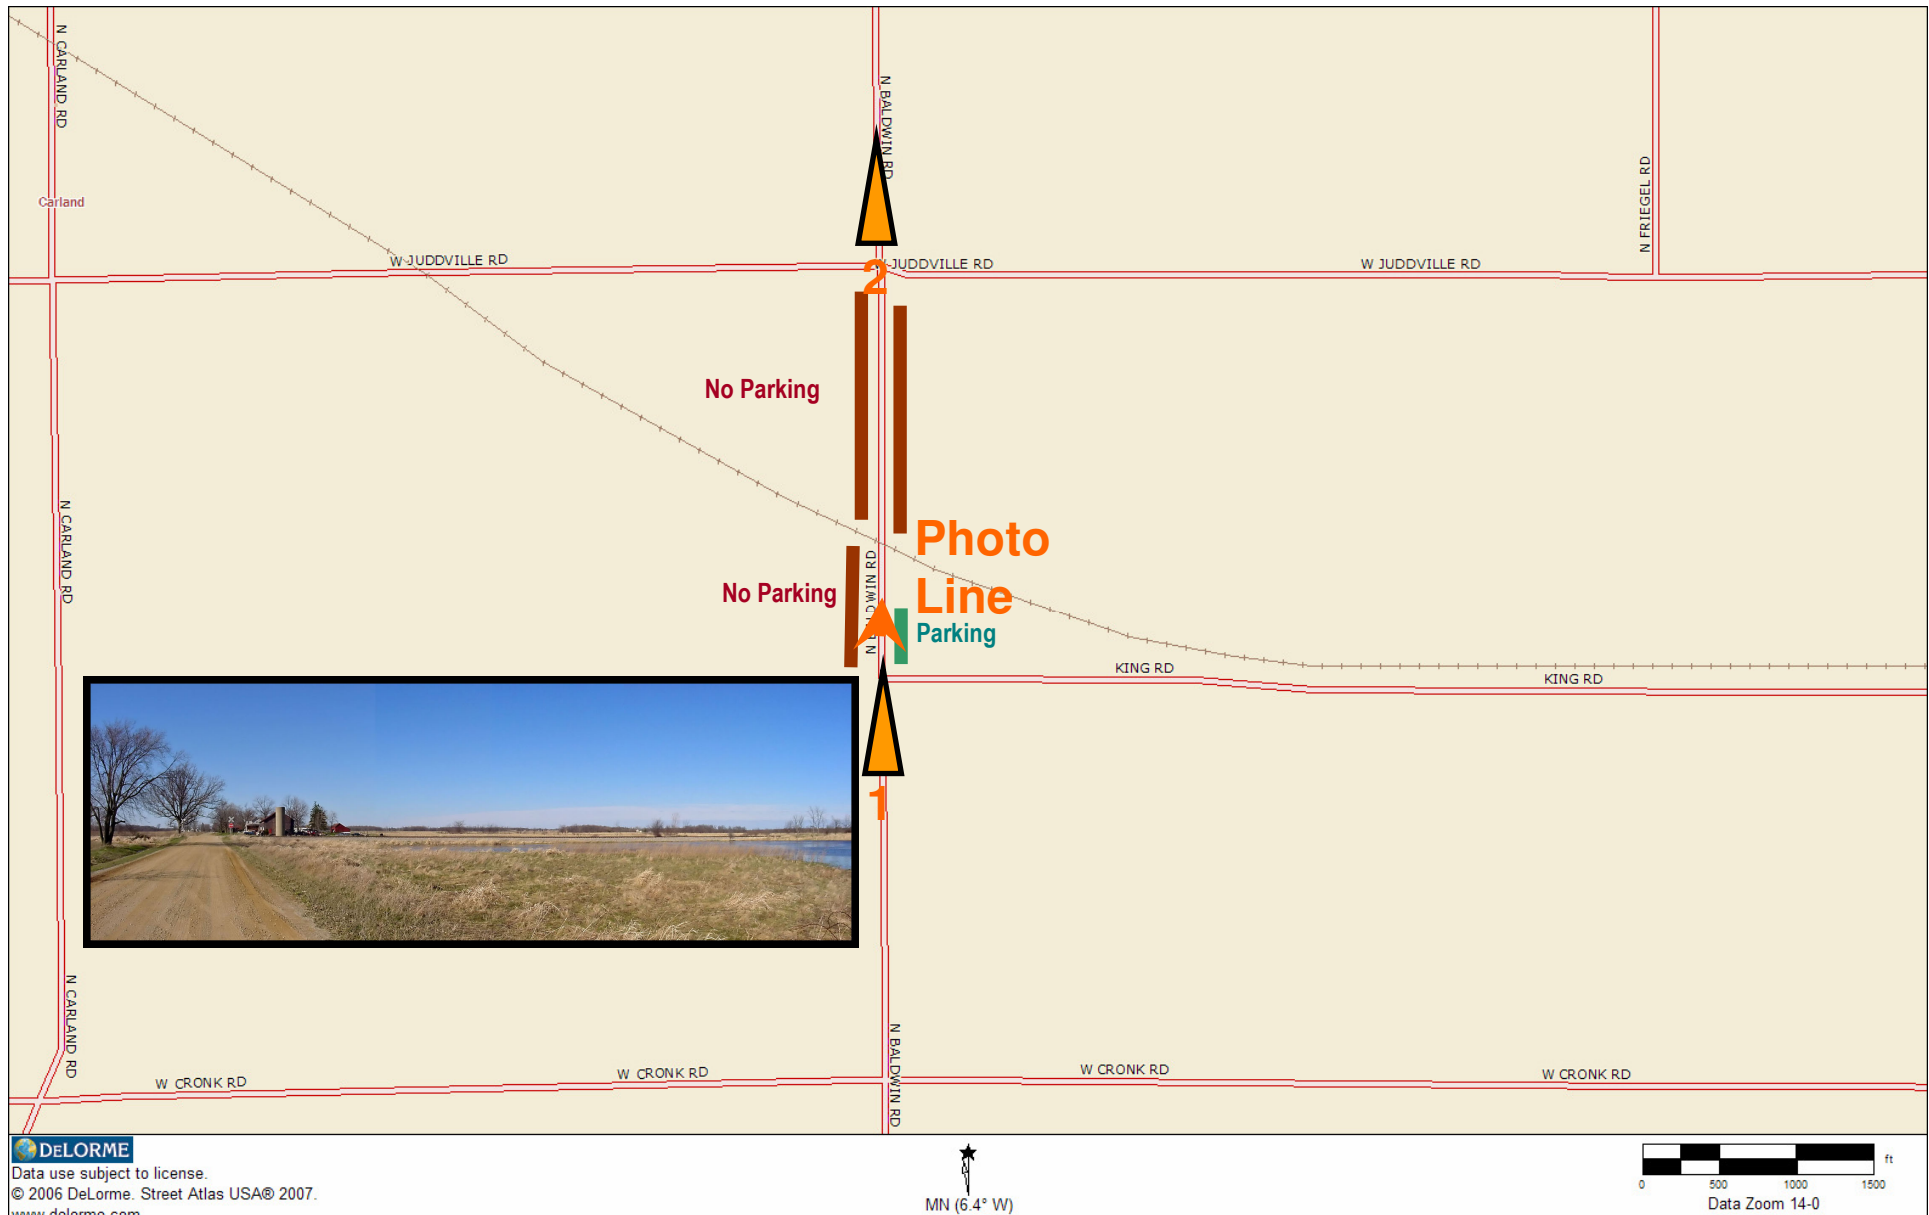 N CARLAND RD
N BALDWIN RD
N FRIEGEL RD
Carland
W JUDDVILLE RD
W JUDDVILLE RD
W JUDDVILLE RD
2
No Parking
Photo
Line
No Parking
Parking
N CARLAND RD
KING RD
KING RD
1
N CARLAND RD
N BALDWIN RD
W CRONK RD
W CRONK RD
W CRONK RD
W CRONK RD
DELORME
Data use subject to license.
© 2006 DeLorme. Street Atlas USA® 2007.
www.delorme.com
MN (6.4° W)
ft
0 500 1000 1500
Data Zoom 14-0